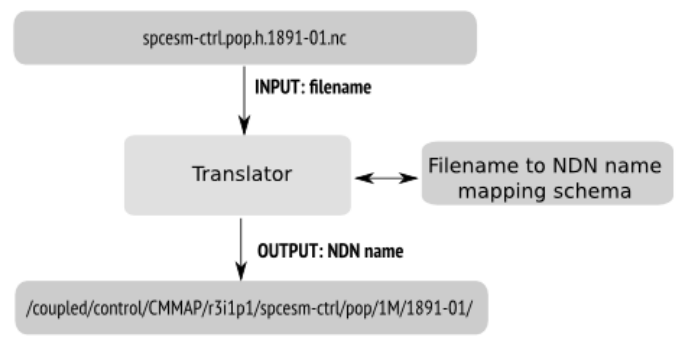 spcesm-ctrl.pop.h.1891-01.nc
INPUT: filename
Translator
Filename to NDN name
mapping schema
OUTPUT: NDN name
/coupled/control/CMMAP/r3i1p1/spcesm-ctrl/pop/1M/1891-01/